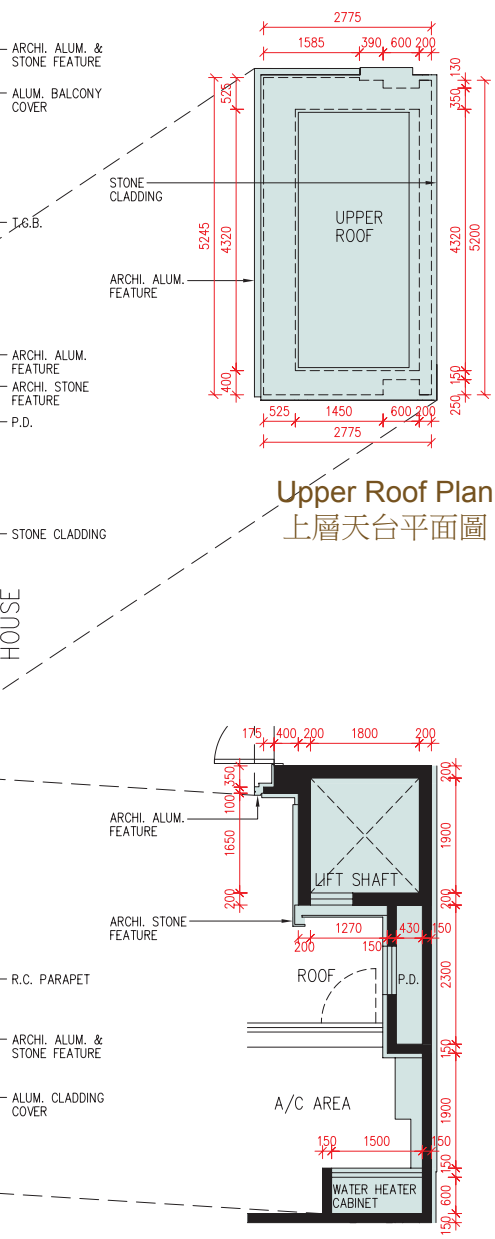 2775
1585 390 600 200
ARCHI. ALUM. &
STONE FEATURE
130
350
525
ALUM. BALCONY
COVER
STONE
CLADDING
T.G.B.
UPPER
ROOF
5245
4320
4320
5200
ARCHI. ALUM.
FEATURE
ARCHI. ALUM.
FEATURE
ARCHI. STONE
FEATURE
400
150
250
P.D.
525 1450 600 200
2775
Upper Roof Plan
上層天台平面圖
STONE CLADDING
HOUSE
175 400 200 1800 200
350
100
1650
200
200
1900
200
ARCHI. ALUM.
FEATURE
LIFT SHAFT
ARCHI. STONE
FEATURE
1270 430 150
200 150
2300
R.C. PARAPET
ROOF
P.D.
ARCHI. ALUM. &
STONE FEATURE
150
ALUM. CLADDING
COVER
A/C AREA
1900
150 1500 150
150
WATER HEATER
CABINET
600
150